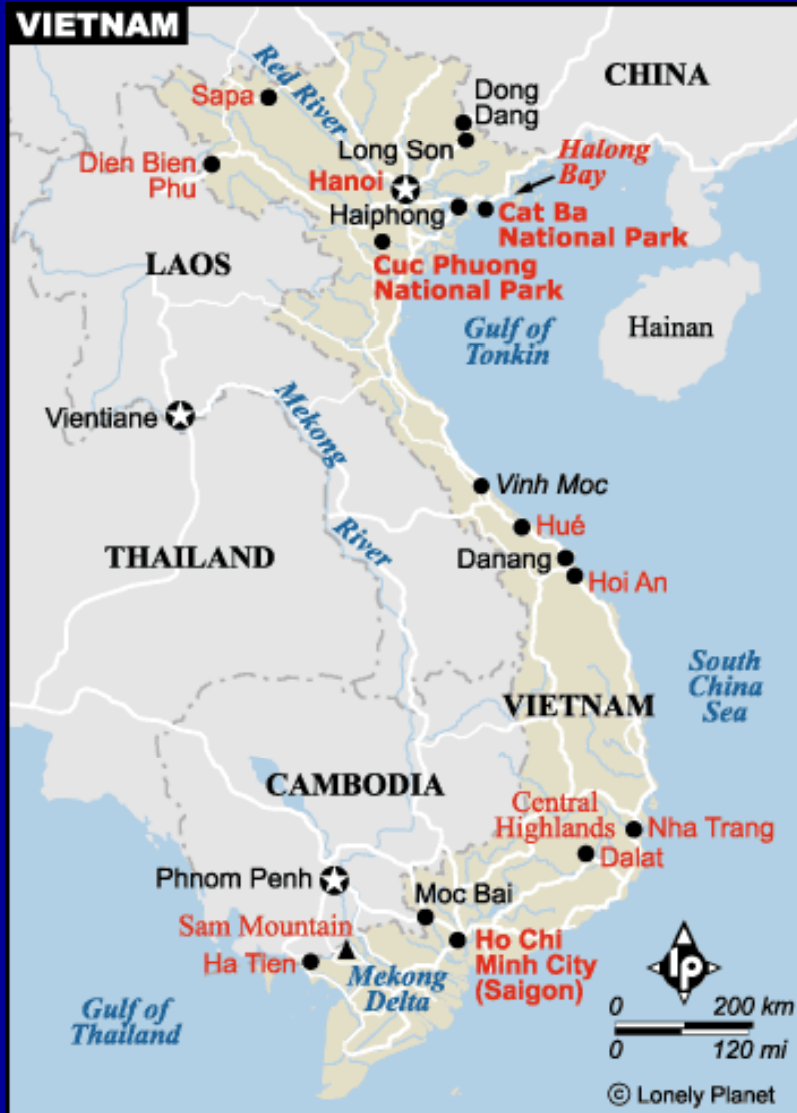 VIETNAM
CHINA
Sapa
Red River
Dong
Dang
Long Son
Dien Bien
Phu
Hanoi
Halong
Bay
Haiphong
Cat Ba
National Park
LAOS
Cuc Phuong
National Park
Gulf of
Tonkin
Hainan
Vientiane
Mekong
River
Vinh Moc
Hué
THAILAND
Danang
Hoi An
South
China
Sea
VIETNAM
CAMBODIA
Central
Highlands
Nha Trang
Dalat
Phnom Penh
Moc Bai
Sam Mountain
Ha Tien
Ho Chi
Minh City
(Saigon)
Mekong
Delta
Gulf of
Thailand
lp
0 200 km
0 120 mi
© Lonely Planet